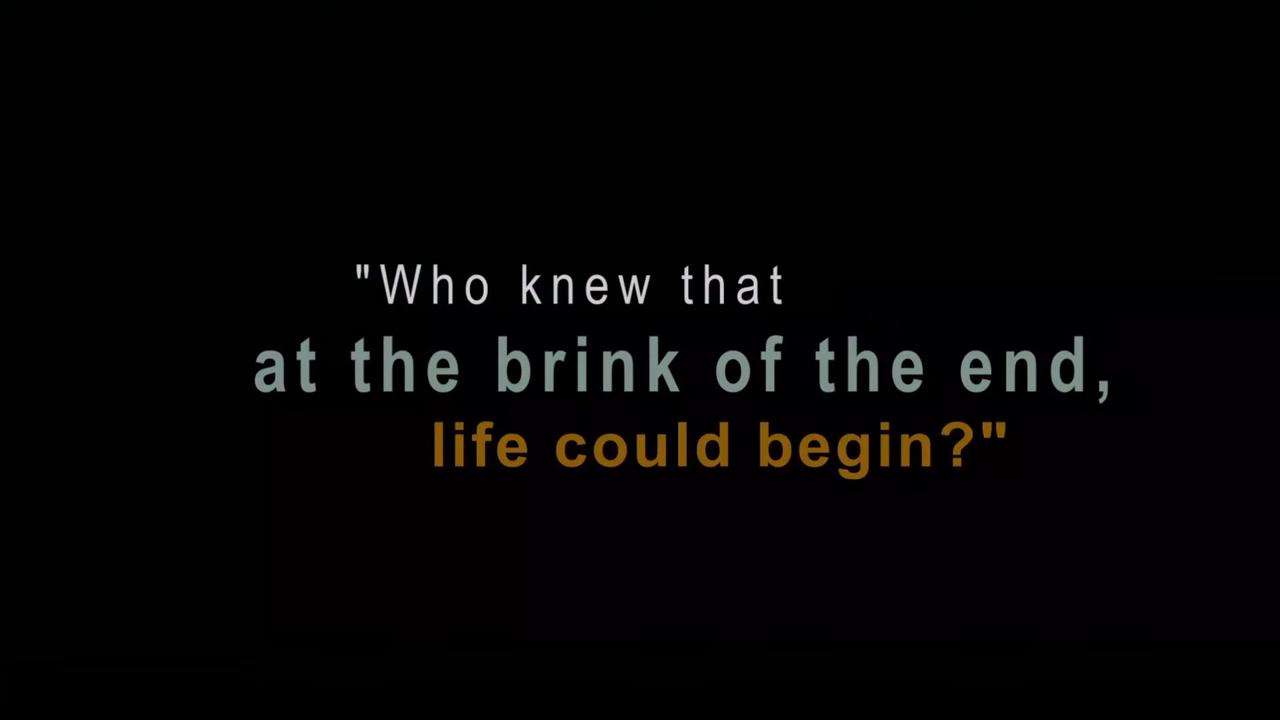 "Who knew that
at the brink of the end,
life could begin?"